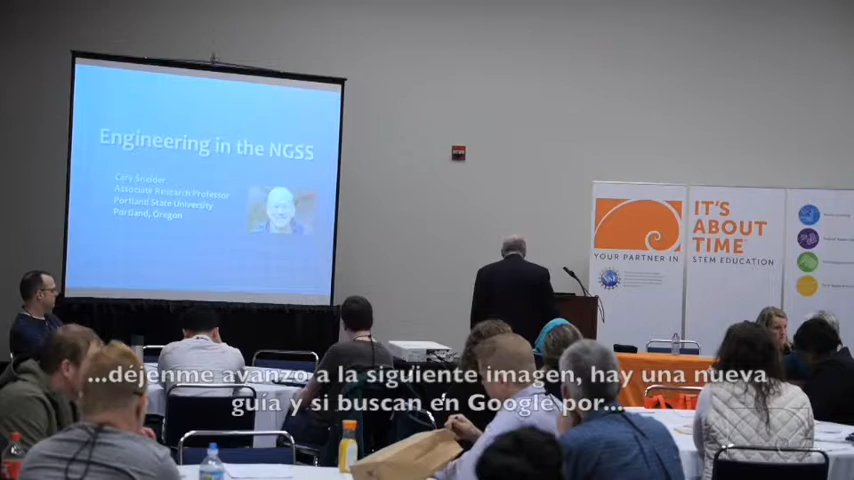 Engineering in the NGSS
Cary Sneider
Associate Research Professor
Portland State University
Portland, Oregon
IT'S
ABOUT
TIME
YOUR PARTNER IN
STEM EDUCATION
NSF
...déjenme avanzo a la siguiente imagen, hay una nueva
guía y si buscan en Google por...